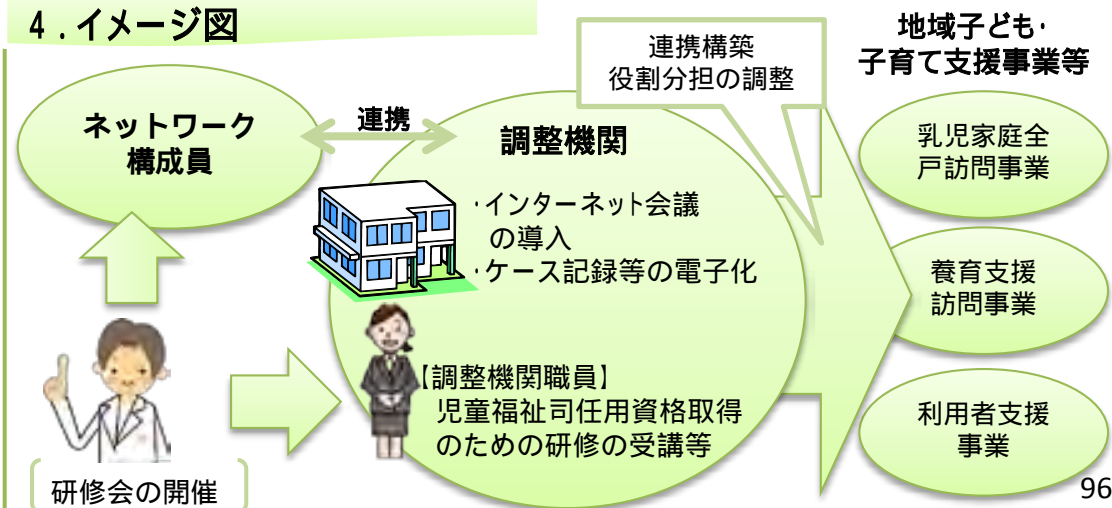 4.イメージ図
ネットワーク
構成員
連携
調整機関
・インターネット会議
の導入
・ケース記録等の電子化
【調整機関職員】
児童福祉司任用資格取得
のための研修の受講等
研修会の開催
連携構築
役割分担の調整
地域子ども・
子育て支援事業等
乳児家庭全
戸訪問事業
養育支援
訪問事業
利用者支援
事業
96